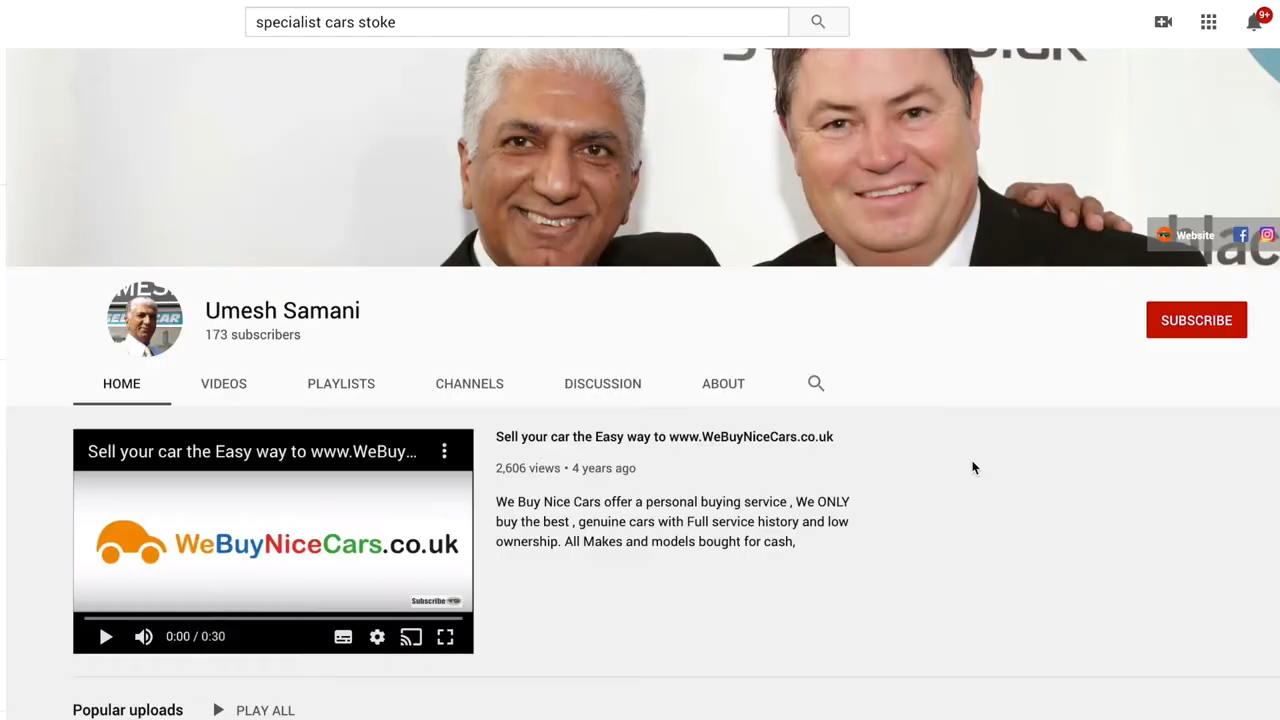 specialist cars stoke
9+
Website
Umesh Samani
173 subscribers
SUBSCRIBE
HOME
VIDEOS
PLAYLISTS
CHANNELS
DISCUSSION
ABOUT
Sell your car the Easy way to www.WeBuy...
WeBuyNiceCars.co.uk
Subscribe
0:00 / 0:30
Sell your car the Easy way to www.WeBuyNiceCars.co.uk
2,606 views • 4 years ago
We Buy Nice Cars offer a personal buying service , We ONLY
buy the best , genuine cars with Full service history and low
ownership. All Makes and models bought for cash,
Popular uploads
PLAY ALL